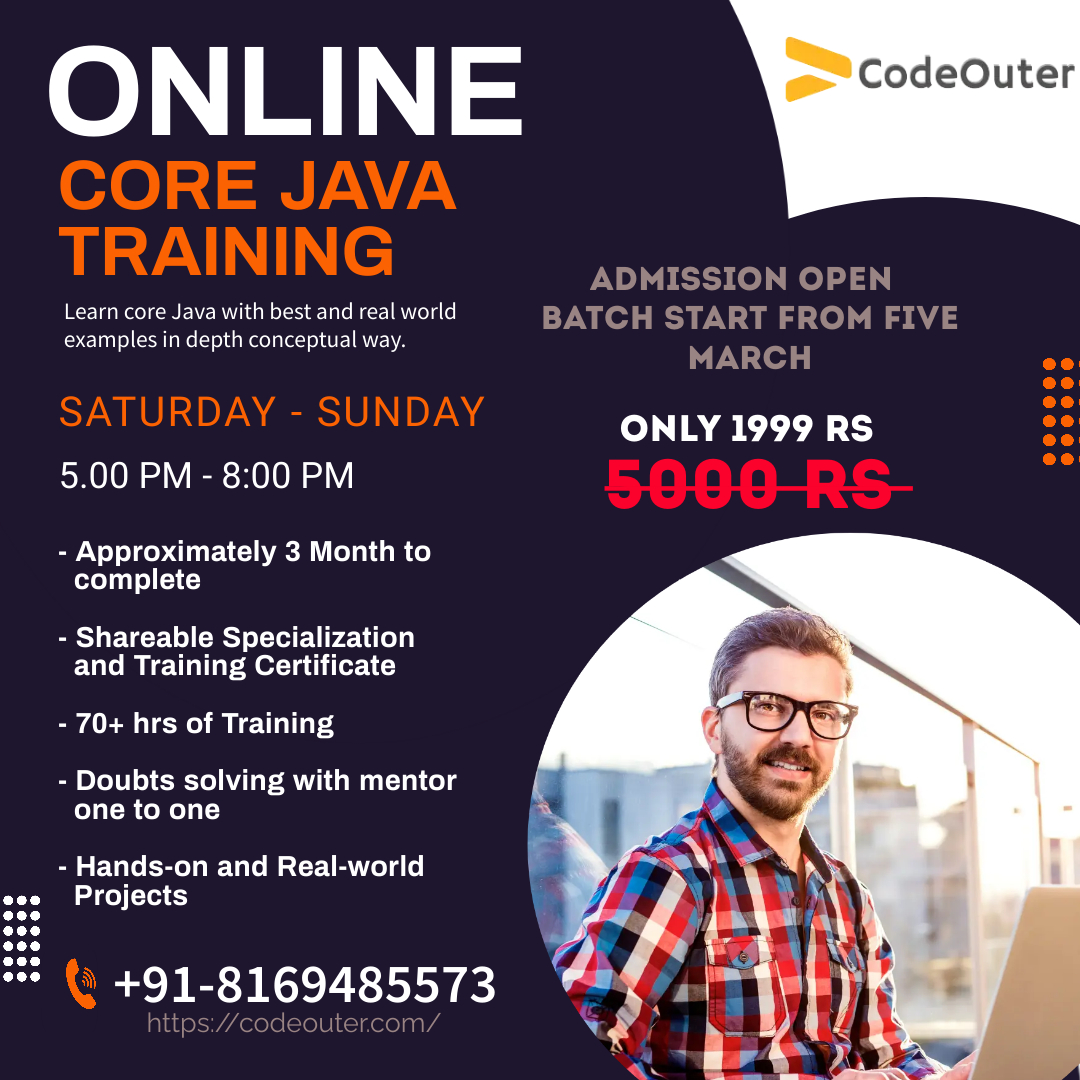 ONLINE
CORE JAVA
TRAINING
Learn core Java with best and real world
examples in depth conceptual way.
SATURDAY - SUNDAY
5.00 PM - 8:00 PM
- Approximately 3 Month to
complete
- Shareable Specialization
and Training Certificate
- 70+ hrs of Training
- Doubts solving with mentor
one to one
- Hands-on and Real-world
Projects
+91-8169485573
https://codeouter.com/
CodeOuter
ADMISSION OPEN
BATCH START FROM FIVE
MARCH
ONLY 1999 RS
5000 RS